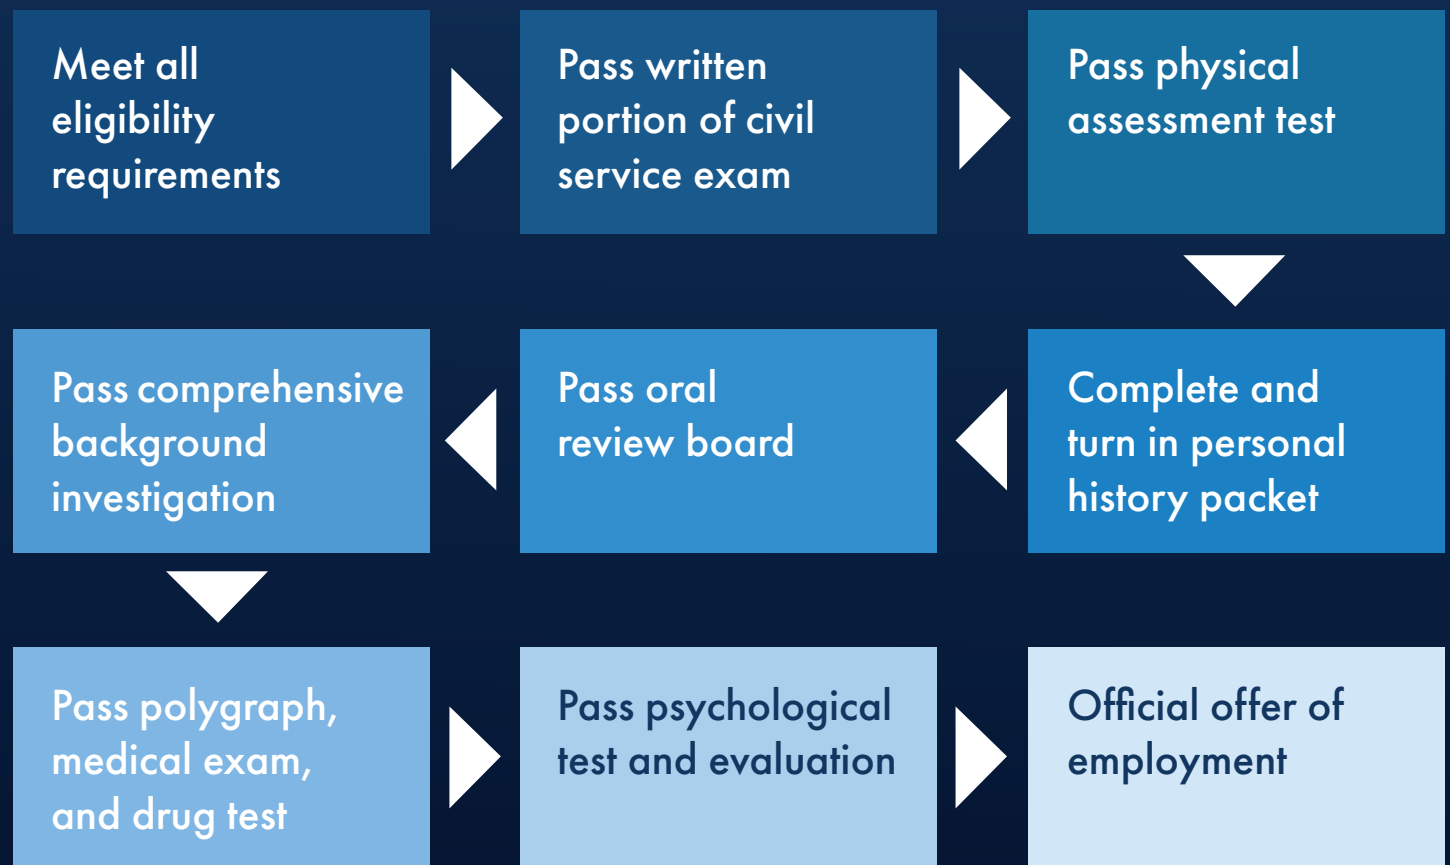 Meet all
eligibility
requirements
Pass written
portion of civil
service exam
Pass physical
assessment test
Complete and
turn in personal
history packet
Pass oral
review board
Pass comprehensive
background
investigation
Pass polygraph,
medical exam,
and drug test
Pass psychological
test and evaluation
Official offer of
employment